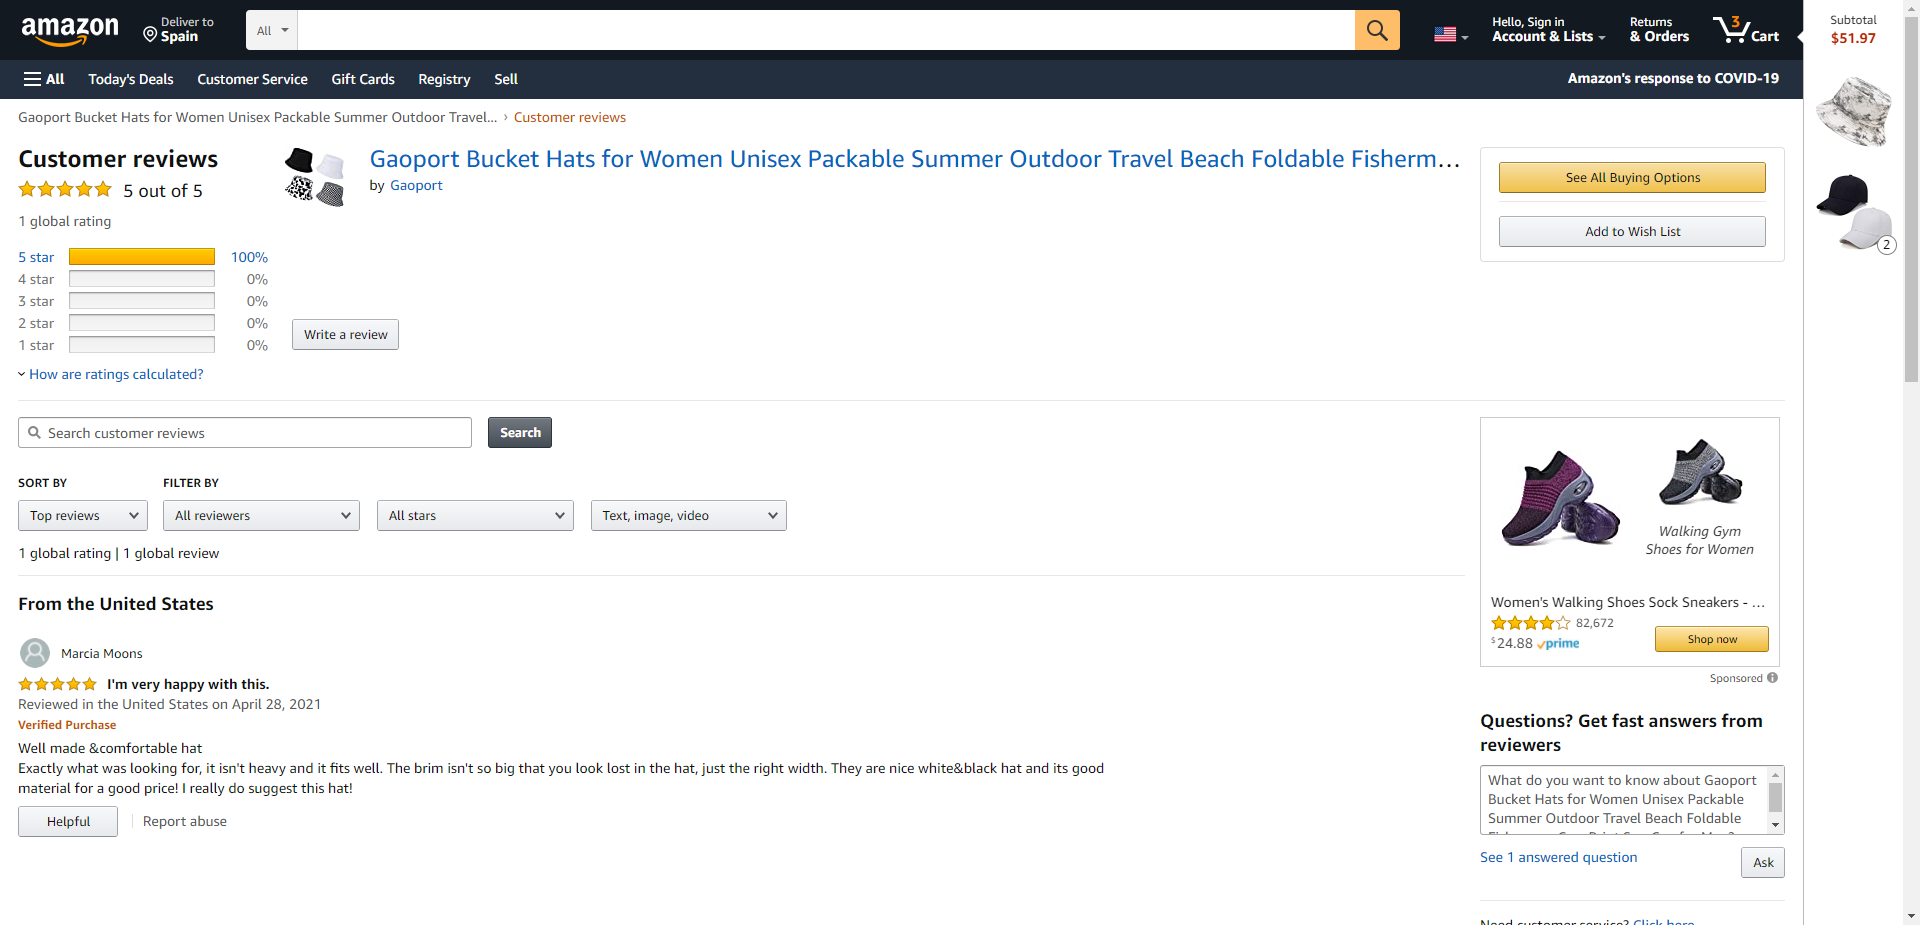 amazon
Deliver to
Spain
All
Hello, Sign in
Account & Lists
Returns
& Orders
3
Cart
Subtotal
$51.97
All
Today's Deals
Customer Service
Gift Cards
Registry
Sell
Amazon's response to COVID-19
Gaoport Bucket Hats for Women Unisex Packable Summer Outdoor Travel... › Customer reviews
Customer reviews
5 out of 5
1 global rating
5 star 100%
4 star 0%
3 star 0%
2 star 0%
1 star 0%
How are ratings calculated?
Gaoport Bucket Hats for Women Unisex Packable Summer Outdoor Travel Beach Foldable Fisherm...
by Gaoport
Write a review
See All Buying Options
Add to Wish List
2
Search customer reviews
Search
SORT BY
FILTER BY
Top reviews
All reviewers
All stars
Text, image, video
1 global rating | 1 global review
From the United States
Marcia Moons
I'm very happy with this.
Reviewed in the United States on April 28, 2021
Verified Purchase
Well made &comfortable hat
Exactly what was looking for, it isn't heavy and it fits well. The brim isn't so big that you look lost in the hat, just the right width. They are nice white&black hat and its good
material for a good price! I really do suggest this hat!
Helpful
Report abuse
Walking Gym
Shoes for Women
Women's Walking Shoes Sock Sneakers - ...
82,672
$24.88 prime
Shop now
Sponsored
Questions? Get fast answers from
reviewers
What do you want to know about Gaoport
Bucket Hats for Women Unisex Packable
Summer Outdoor Travel Beach Foldable
See 1 answered question
Ask
Need customer service? Click here